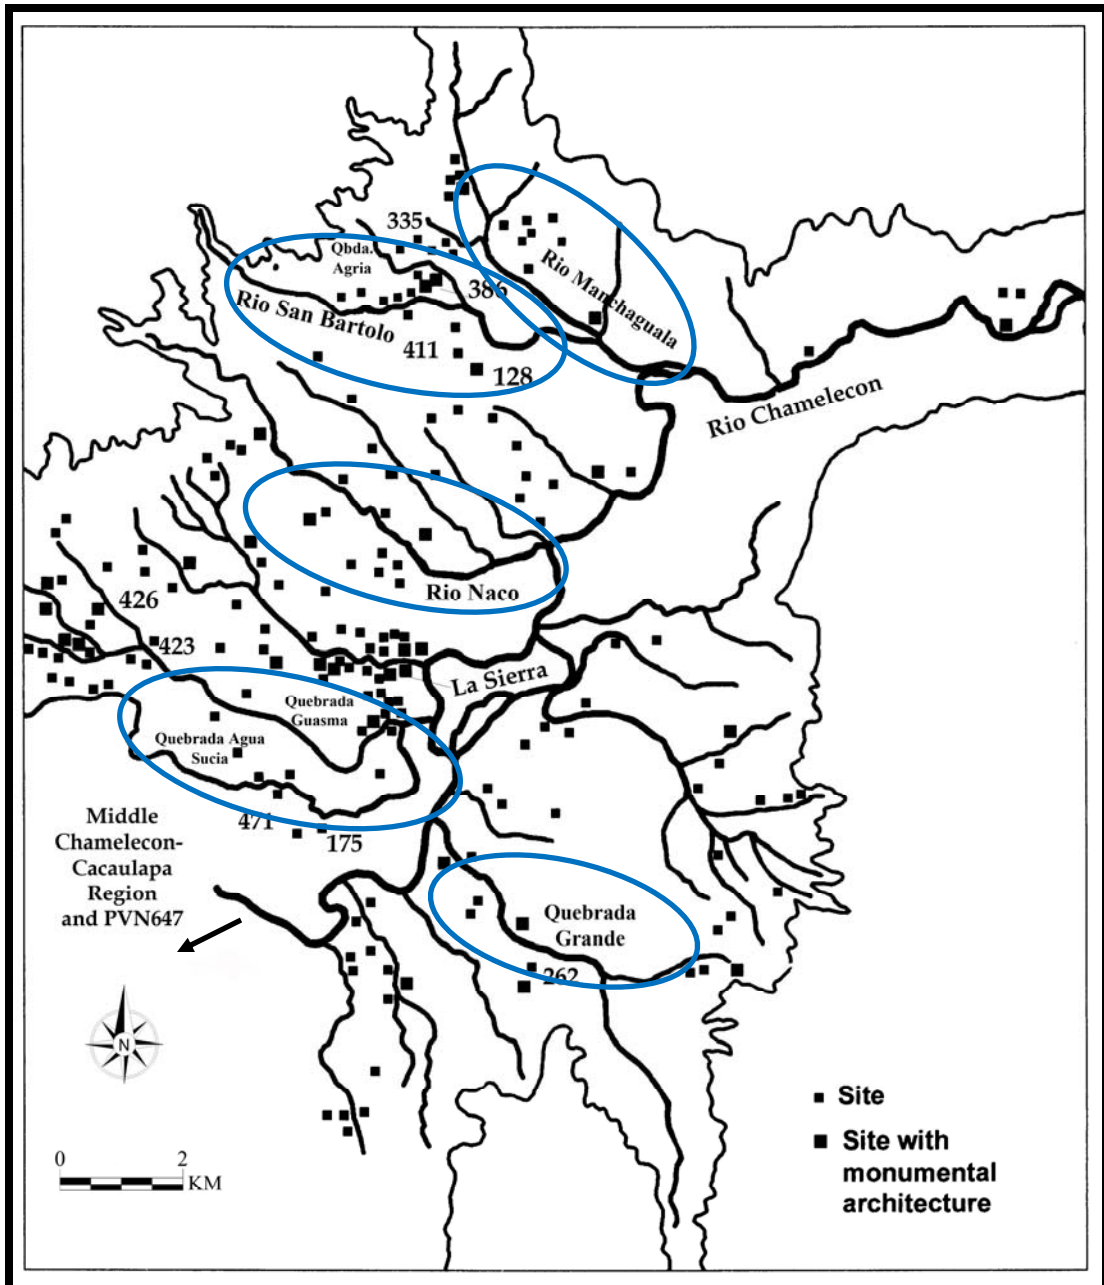 335
Qbda.
Agria
386
Rio San Bartolo
Rio Manchaguala
411
128
Rio Chamelecon
Rio Naco
426
423
La Sierra
Quebrada
Guasma
Quebrada Agua
Sucia
471
175
Middle
Chamelecon-
Cacaulapa
Region
and PVN647
Quebrada
Grande
262
N
0 2
KM
Site
Site with
monumental
architecture